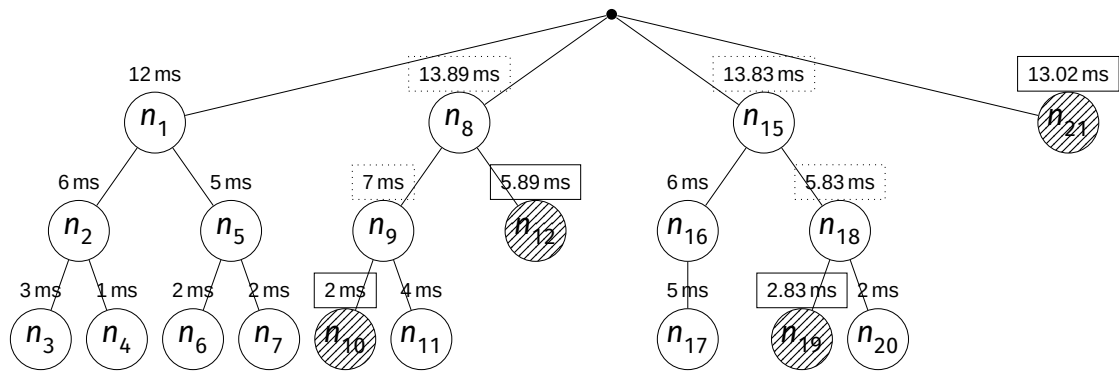 12 ms 13.89 ms 13.83 ms 13.02 ms
n1 n8 n15 n21
6 ms 5 ms 7 ms 5.89 ms 6 ms 5.83 ms
n2 n5 n9 n12 n16 n18
3 ms 1 ms 2 ms 2 ms 2 ms 4 ms 5 ms 2.83 ms 2 ms
n3 n4 n6 n7 n10 n11 n17 n19 n20